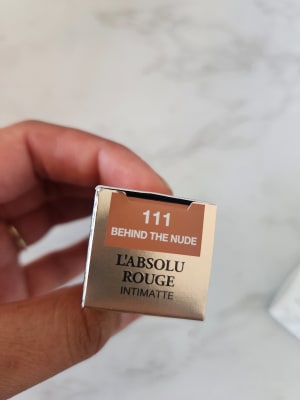 111
BEHIND THE NUDE
L'ABSOLU
ROUGE
INTIMATTE